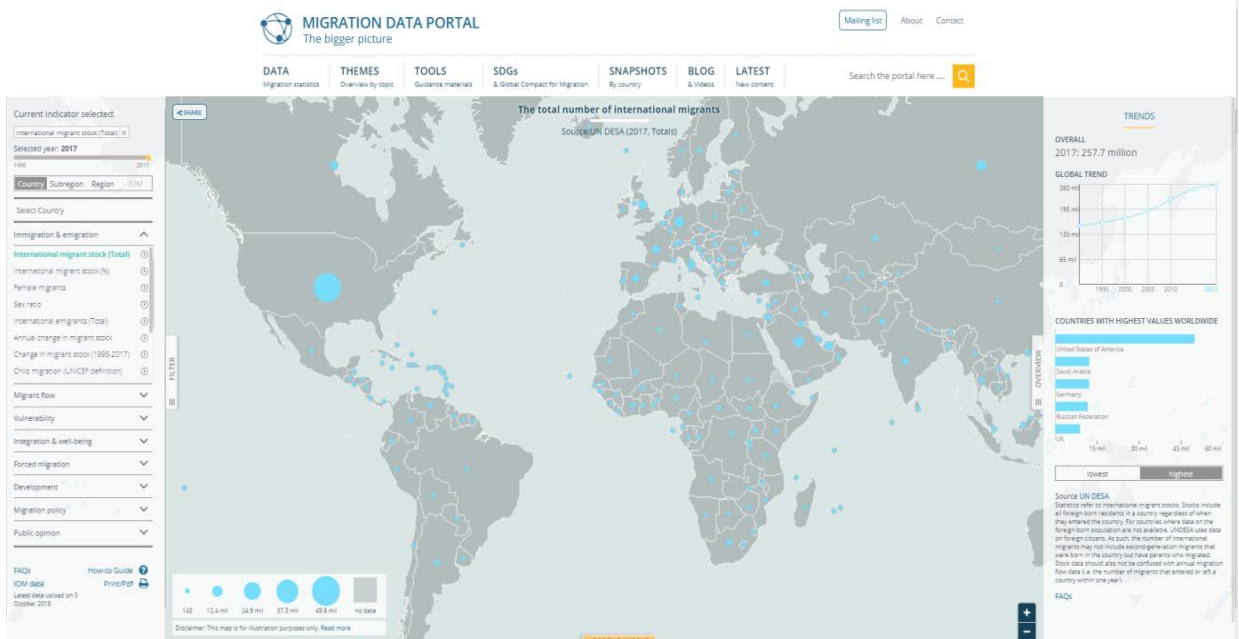 MIGRATION DATA PORTAL
The bigger picture
Mailing list About Contact
DATA THEMES TOOLS SDGs SNAPSHOTS BLOG LATEST
Migration statistics Overview by topic Guidance materials & Global Compact for Migration By country & Videos New content
Search the portal here ....
Current indicator selected:
International migrant stock (Total) ×
Selected year: 2017
1990 2017
Country Subregion Region IOM
Select Country
Immigration & emigration
International migrant stock (Total)
International migrant stock (%)
Female migrants
Sex ratio
International emigrants (Total)
Annual change in migrant stock
Change in migrant stock (1995-2017)
Child migration (UNICEF definition)
Migrant flow
Vulnerability
Integration & well-being
Forced migration
Development
Migration policy
Public opinion
FAQs How-to Guide ?
IOM data Print/Pdf
Latest data upload on 5
October 2018
SHARE
The total number of international migrants
Source:UN DESA (2017, Totals)
FILTER
OVERVIEW
143 12.4 mil 24.9 mil 37.3 mil 49.8 mil no data
Disclaimer: This map is for illustration purposes only. Read more
+
−
TRENDS
OVERALL
2017: 257.7 million
GLOBAL TREND
260 mil
195 mil
130 mil
65 mil
0
1995 2000 2005 2010 2017
COUNTRIES WITH HIGHEST VALUES WORLDWIDE
United States of America
Saudi Arabia
Germany
Russian Federation
UK
15 mil 30 mil 45 mil 60 mil
lowest highest
Source UN DESA
Statistics refer to international migrant stocks. Stocks include
all foreign-born residents in a country regardless of when
they entered the country. For countries where data on the
foreign-born population are not available, UNDESA uses data
on foreign citizens. As such, the number of international
migrants may not include second-generation migrants that
were born in the country but have parents who migrated.
Stock data should also not be confused with annual migration
flow data (i.e. the number of migrants that entered or left a
country within one year).
FAQs